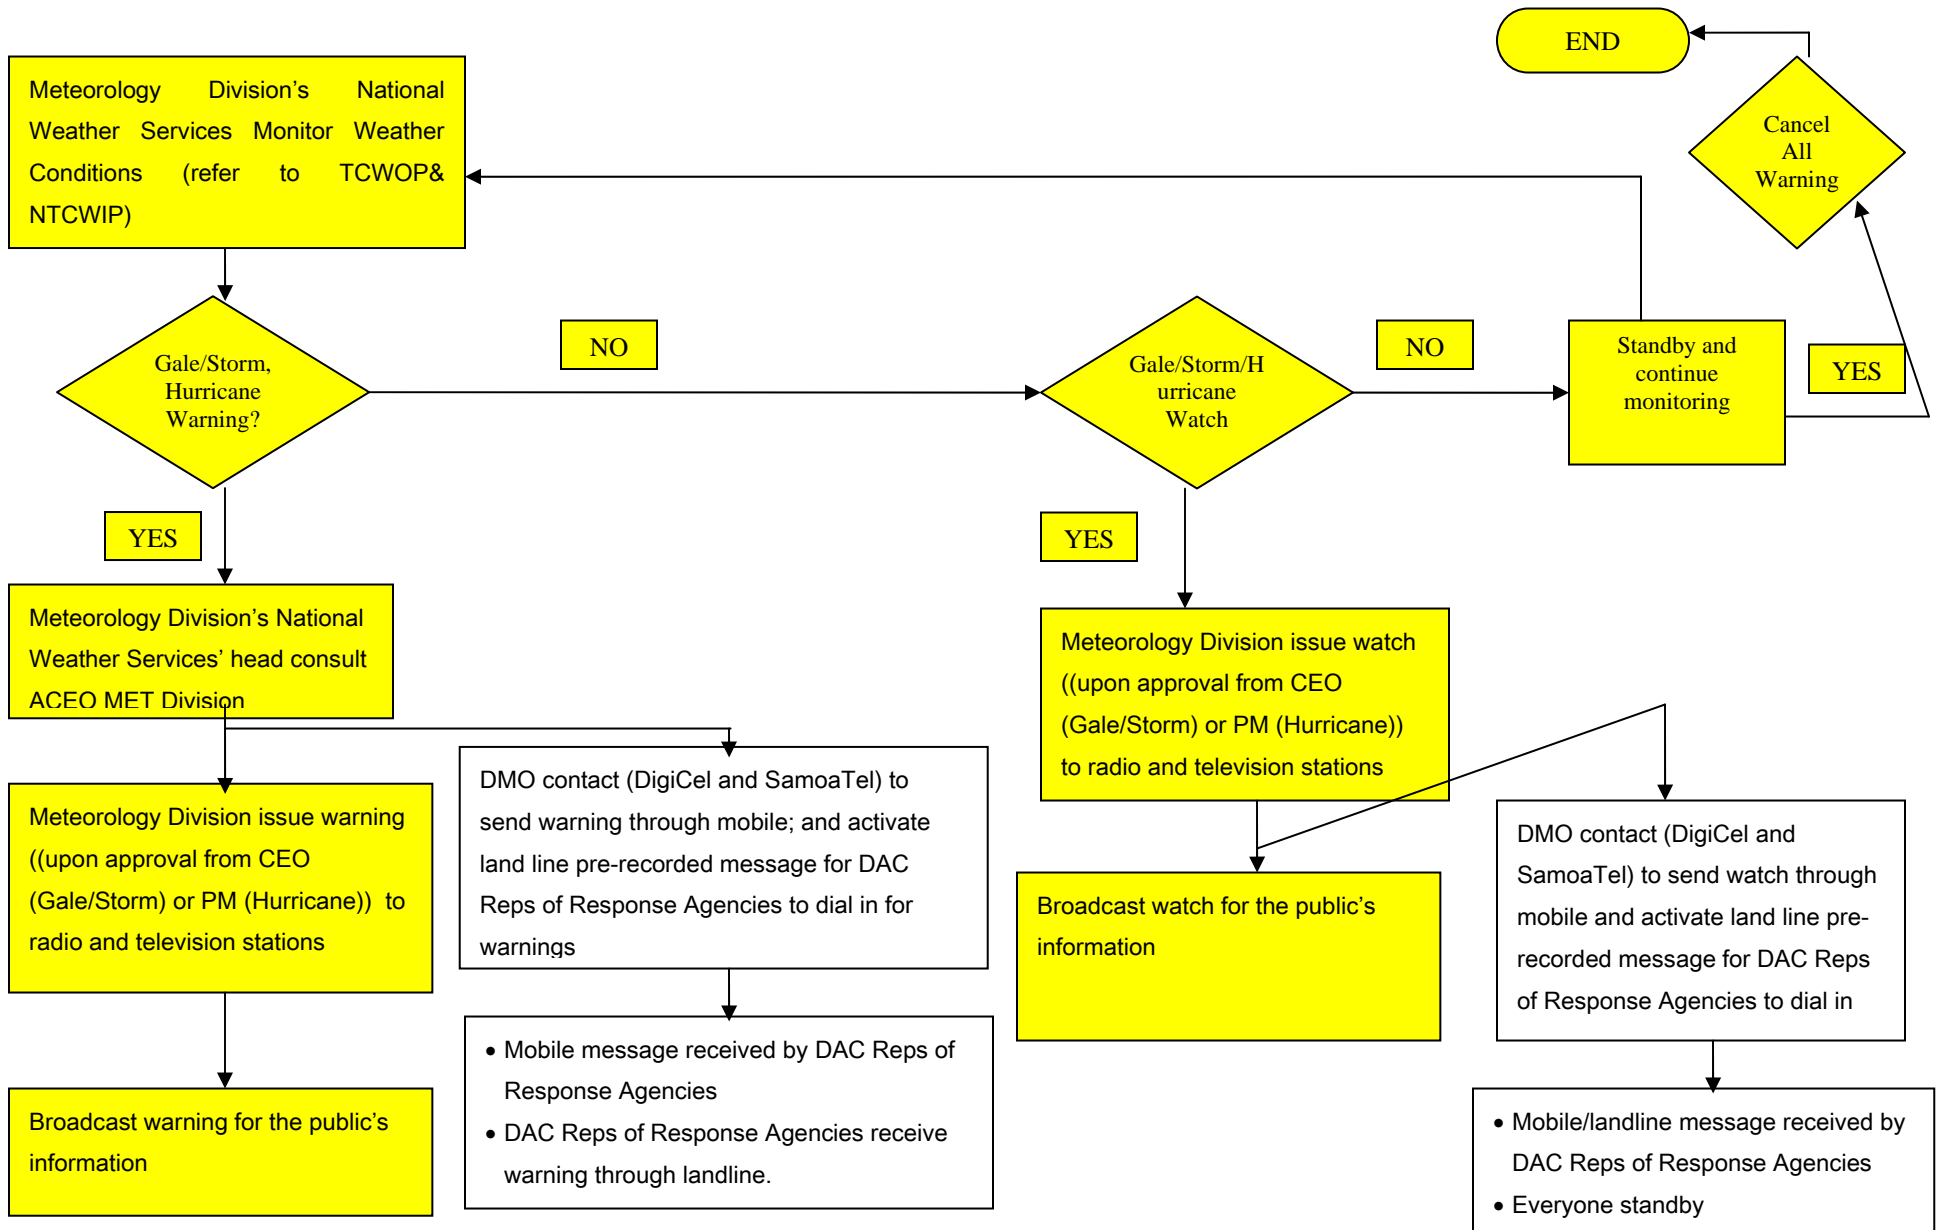 END
Meteorology Division's National
Weather Services Monitor Weather
Conditions (refer to TCWOP&
NTCWIP)
Cancel
All
Warning
Gale/Storm,
Hurricane
Warning?
NO
Gale/Storm/H
urricane
Watch
NO
Standby and
continue
monitoring
YES
YES
YES
Meteorology Division's National
Weather Services' head consult
ACEO MET Division
Meteorology Division issue watch
((upon approval from CEO
(Gale/Storm) or PM (Hurricane))
to radio and television stations
Meteorology Division issue warning
((upon approval from CEO
(Gale/Storm) or PM (Hurricane)) to
radio and television stations
DMO contact (DigiCel and SamoaTel) to
send warning through mobile; and activate
land line pre-recorded message for DAC
Reps of Response Agencies to dial in for
warnings
Broadcast watch for the public's
information
DMO contact (DigiCel and
SamoaTel) to send watch through
mobile and activate land line pre-
recorded message for DAC Reps
of Response Agencies to dial in
Broadcast warning for the public's
information
• Mobile message received by DAC Reps of
Response Agencies
• DAC Reps of Response Agencies receive
warning through landline.
• Mobile/landline message received by
DAC Reps of Response Agencies
• Everyone standby